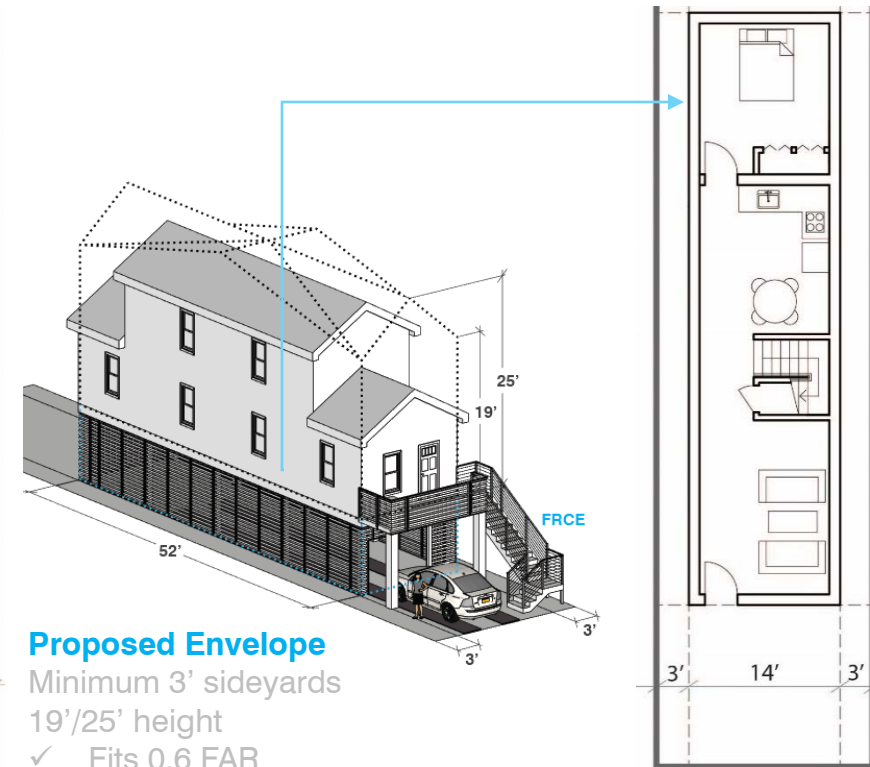 25’
19’
FRCE
52’
3’
3’
Proposed Envelope
Minimum 3’ sideyards
19’/25’ height
✓ Fits 0.6 FAR
3’ 14’ 3’